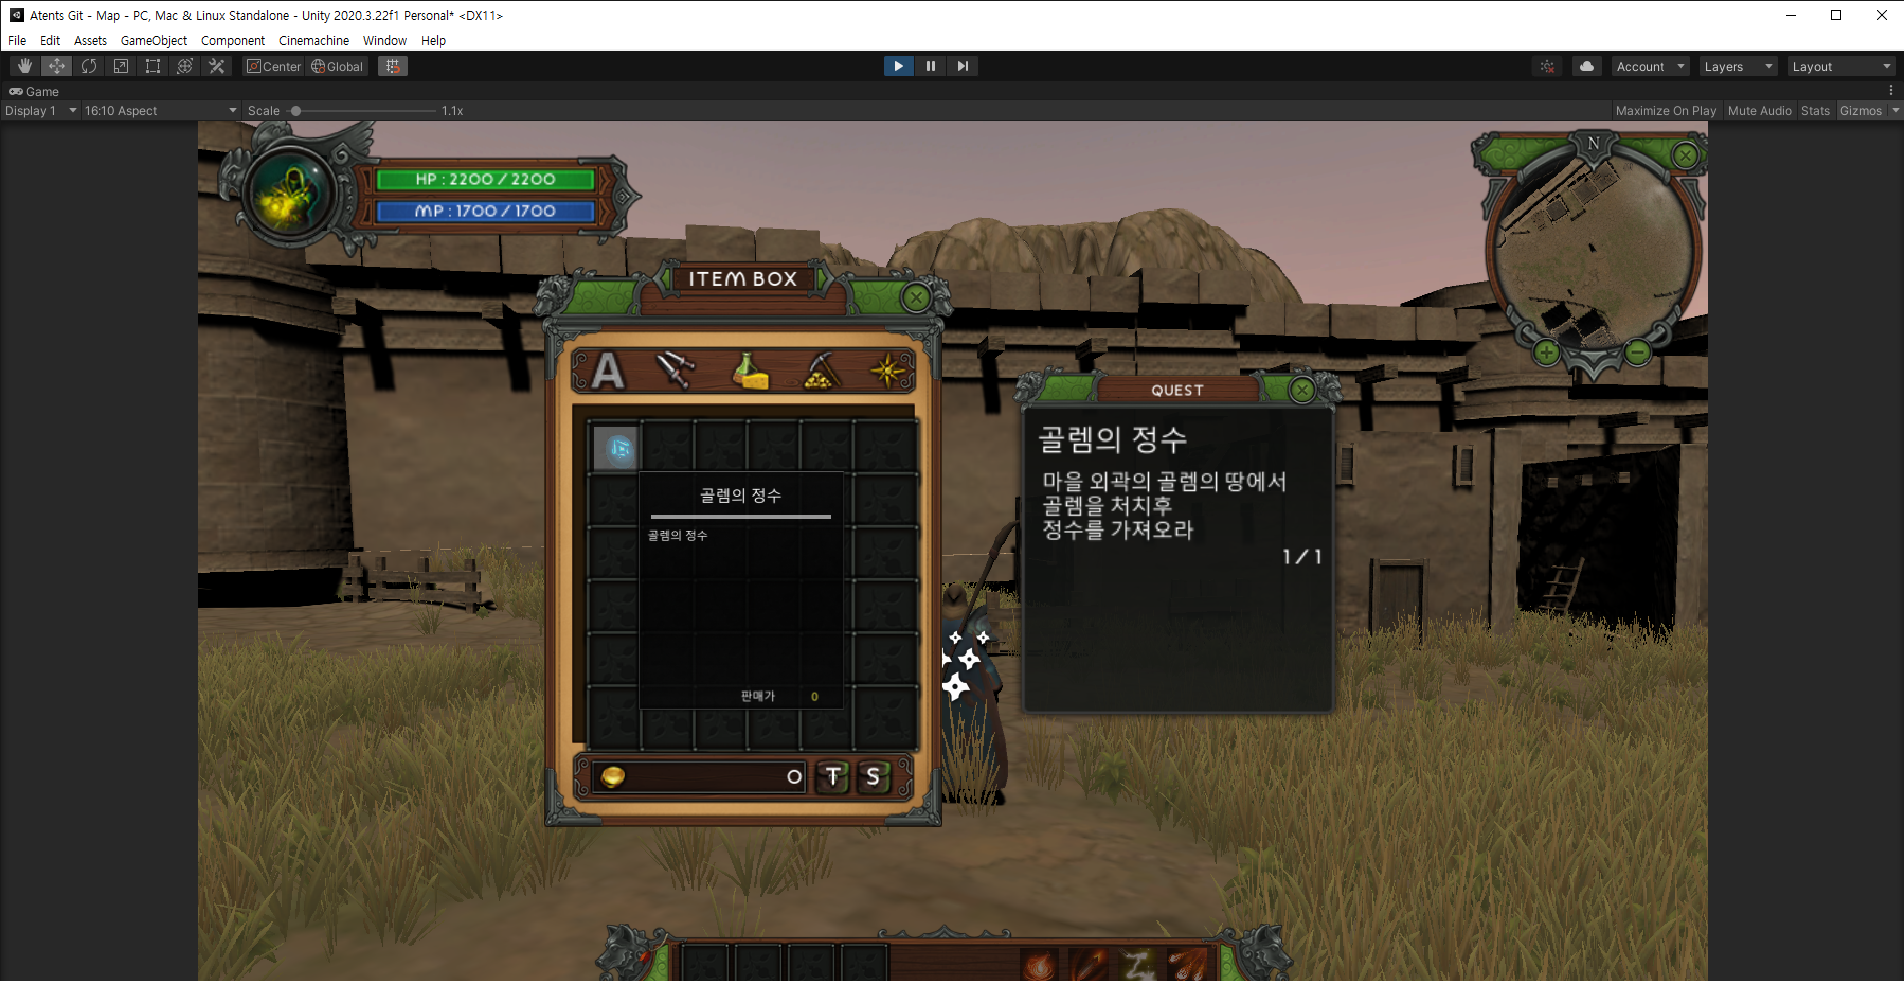 Atents Git - Map - PC, Mac & Linux Standalone - Unity 2020.3.22f1 Personal* <DX11>
File Edit Assets GameObject Component Cinemachine Window Help
Center Global Account Layers Layout
Game
Display 1 16:10 Aspect Scale 1.1x Maximize On Play Mute Audio Stats Gizmos
N
HP : 2200 / 2200
MP : 1700 / 1700
ITEM BOX
A
골렘의 정수
골렘의 정수
판매가 0
0 T S
QUEST
골렘의 정수
마을 외곽의 골렘의 땅에서
골렘을 처치후
정수를 가져오라
1 / 1